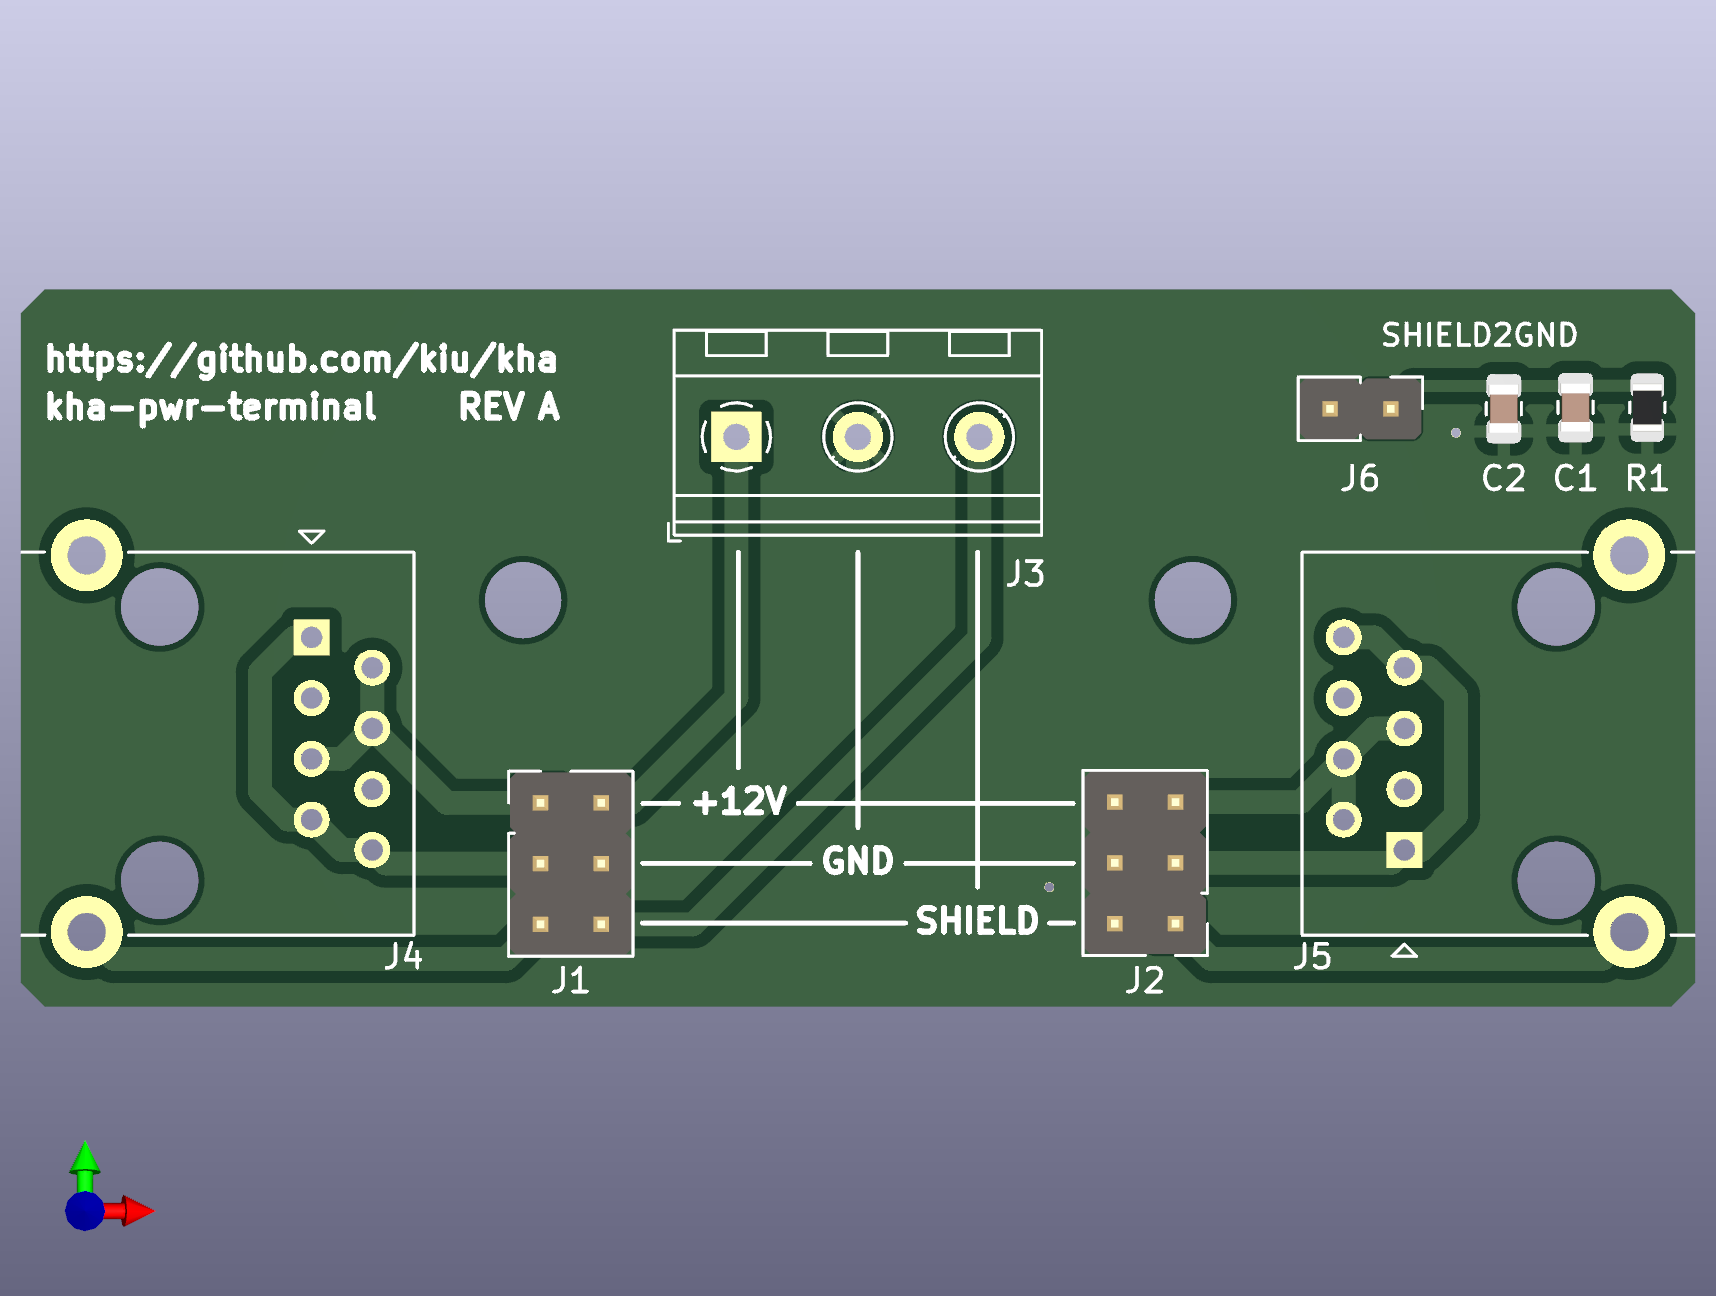 https://github.com/kiu/kha
kha-pwr-terminal REV A
SHIELD2GND
J6 C2 C1 R1
J3
+12V
GND
SHIELD
J4
J1
J2
J5